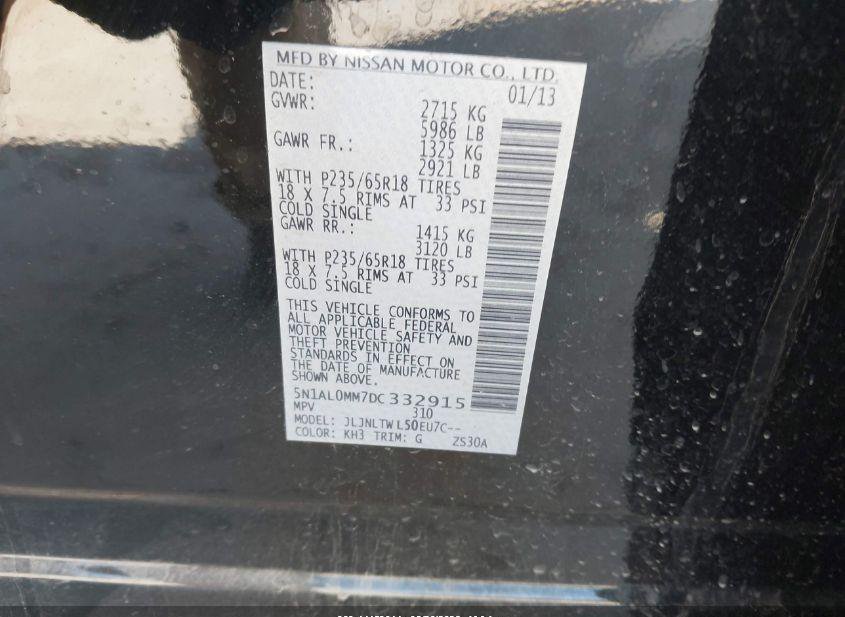 MFD BY NISSAN MOTOR CO., LTD.
DATE: 01/13
GVWR: 2715 KG
5986 LB
GAWR FR.: 1325 KG
2921 LB
WITH P235/65R18 TIRES
18 X 7.5 RIMS AT 33 PSI
COLD SINGLE
GAWR RR.: 1415 KG
3120 LB
WITH P235/65R18 TIRES
18 X 7.5 RIMS AT 33 PSI
COLD SINGLE
THIS VEHICLE CONFORMS TO
ALL APPLICABLE FEDERAL
MOTOR VEHICLE SAFETY AND
THEFT PREVENTION
STANDARDS IN EFFECT ON
THE DATE OF MANUFACTURE
SHOWN ABOVE.
5N1AL0MM7DC332915
MPV 310
MODEL: JLJNLTWL50EU7C--
COLOR: KH3 TRIM: G ZS30A